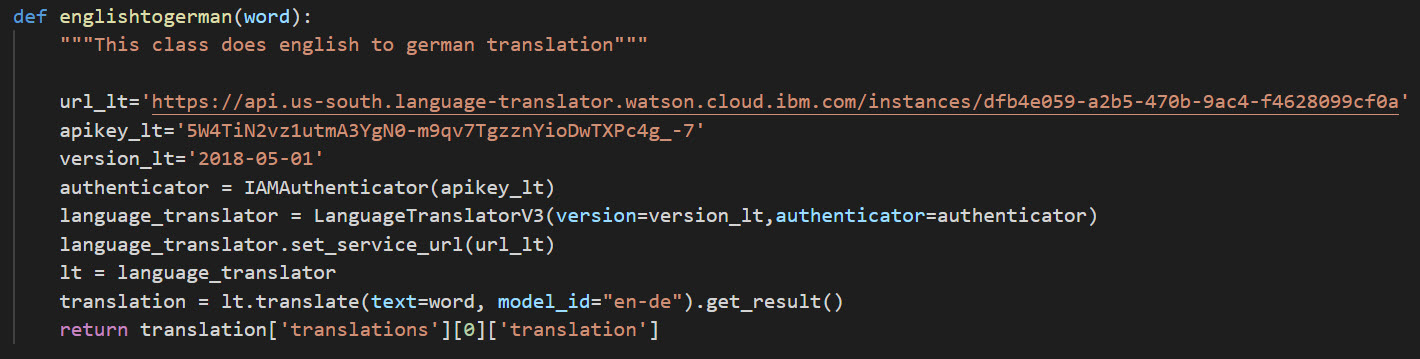 def englishtogerman(word):
    """This class does english to german translation"""
    url_lt='https://api.us-south.language-translator.watson.cloud.ibm.com/instances/dfb4e059-a2b5-470b-9ac4-f4628099cf0a'
    apikey_lt='5W4TiN2vz1utmA3YgN0-m9qv7TgzznYioDwTXPc4g_-7'
    version_lt='2018-05-01'
    authenticator = IAMAuthenticator(apikey_lt)
    language_translator = LanguageTranslatorV3(version=version_lt,authenticator=authenticator)
    language_translator.set_service_url(url_lt)
    lt = language_translator
    translation = lt.translate(text=word, model_id="en-de").get_result()
    return translation['translations'][0]['translation']